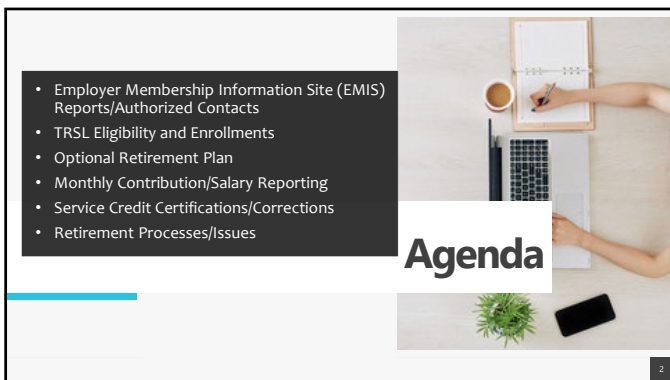 • Employer Membership Information Site (EMIS)
Reports/Authorized Contacts
• TRSL Eligibility and Enrollments
• Optional Retirement Plan
• Monthly Contribution/Salary Reporting
• Service Credit Certifications/Corrections
• Retirement Processes/Issues
Agenda
2